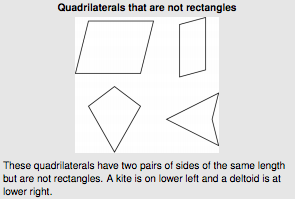 Quadrilaterals that are not rectangles
These quadrilaterals have two pairs of sides of the same length
but are not rectangles. A kite is on lower left and a deltoid is at
lower right.